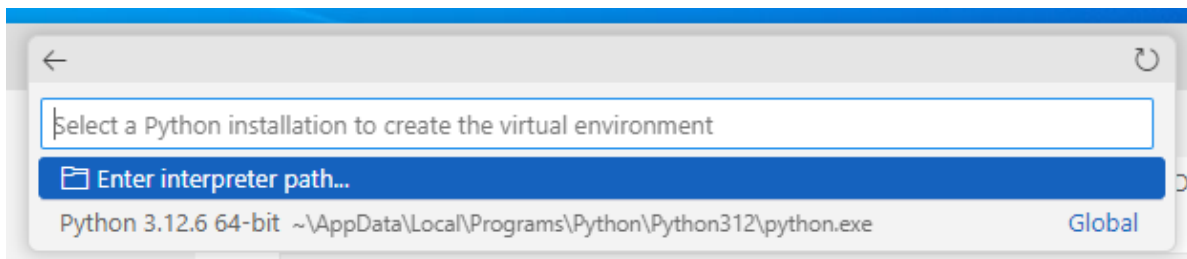 Select a Python installation to create the virtual environment
Enter interpreter path...
Python 3.12.6 64-bit ~\AppData\Local\Programs\Python\Python312\python.exe Global